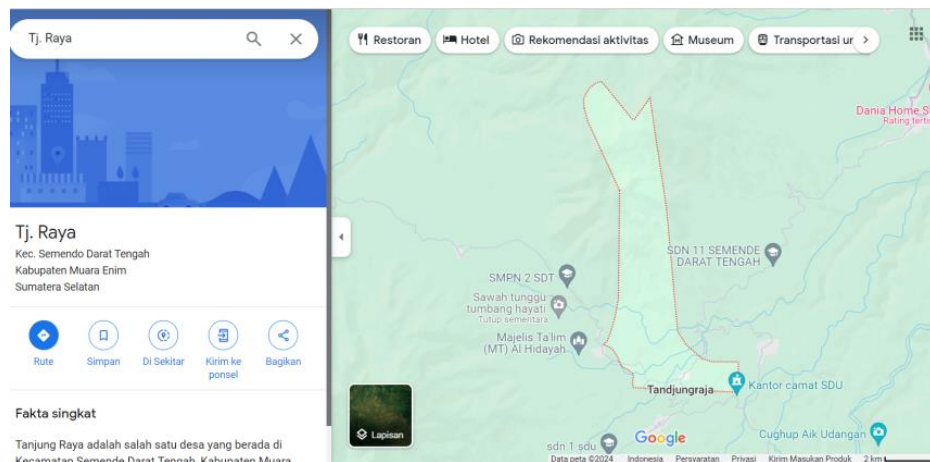 Tj. Raya
Restoran
Hotel
Rekomendasi aktivitas
Museum
Transportasi ur
Tj. Raya
Kec. Semendo Darat Tengah
Kabupaten Muara Enim
Sumatera Selatan
Rute
Simpan
Di Sekitar
Kirim ke
ponsel
Bagikan
Fakta singkat
Tanjung Raya adalah salah satu desa yang berada di
Kecamatan Semende Darat Tengah, Kabupaten Muara
Dania Home S
Rating terti
SDN 11 SEMENDE
DARAT TENGAH
SMPN 2 SDT
Sawah tunggu
tumbang hayati
Tutup sementara
Majelis Ta'lim
(MT) Al Hidayah
Tandjungraja
Kantor camat SDU
Lapisan
Google
Cughup Aik Udangan
sdn 1 sdu
Data peta ©2024 Indonesia Persyaratan Privasi Kirim Masukan Produk 2 km